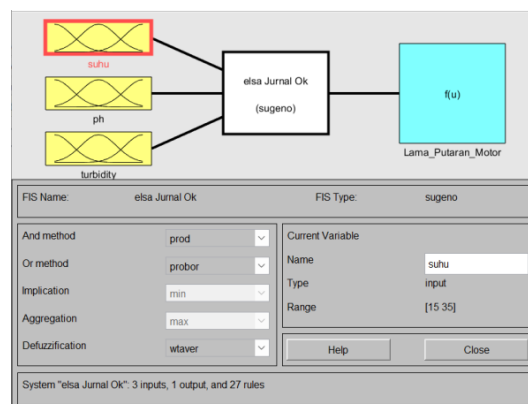 suhu
elsa Jurnal Ok
(sugeno)
f(u)
ph
Lama_Putaran_Motor
turbidity
FIS Name: elsa Jurnal Ok FIS Type: sugeno
And method prod
Or method probor
Implication min
Aggregation max
Defuzzification wtaver
Current Variable
Name suhu
Type input
Range [15 35]
Help Close
System "elsa Jurnal Ok": 3 inputs, 1 output, and 27 rules